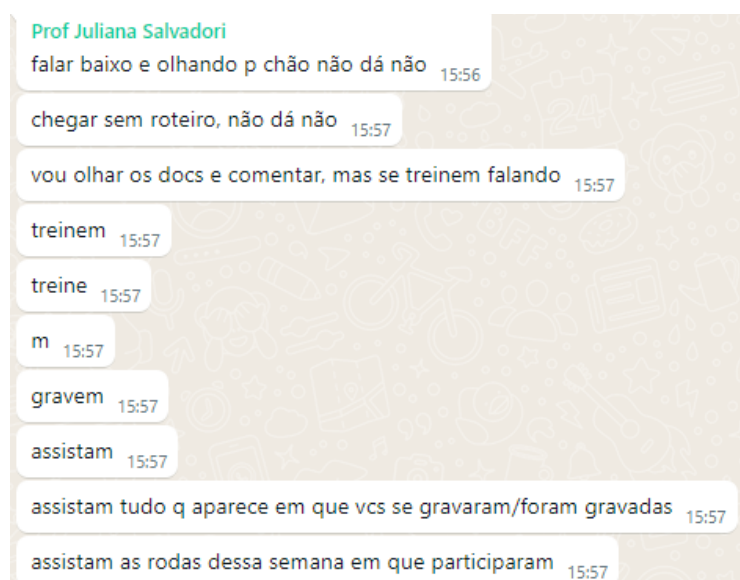 Prof Juliana Salvadori
falar baixo e olhando p chão não dá não 15:56
chegar sem roteiro, não dá não 15:57
vou olhar os docs e comentar, mas se treinem falando 15:57
treinem 15:57
treine 15:57
m 15:57
gravem 15:57
assistam 15:57
assistam tudo q aparece em que vcs se gravaram/foram gravadas 15:57
assistam as rodas dessa semana em que participaram 15:57